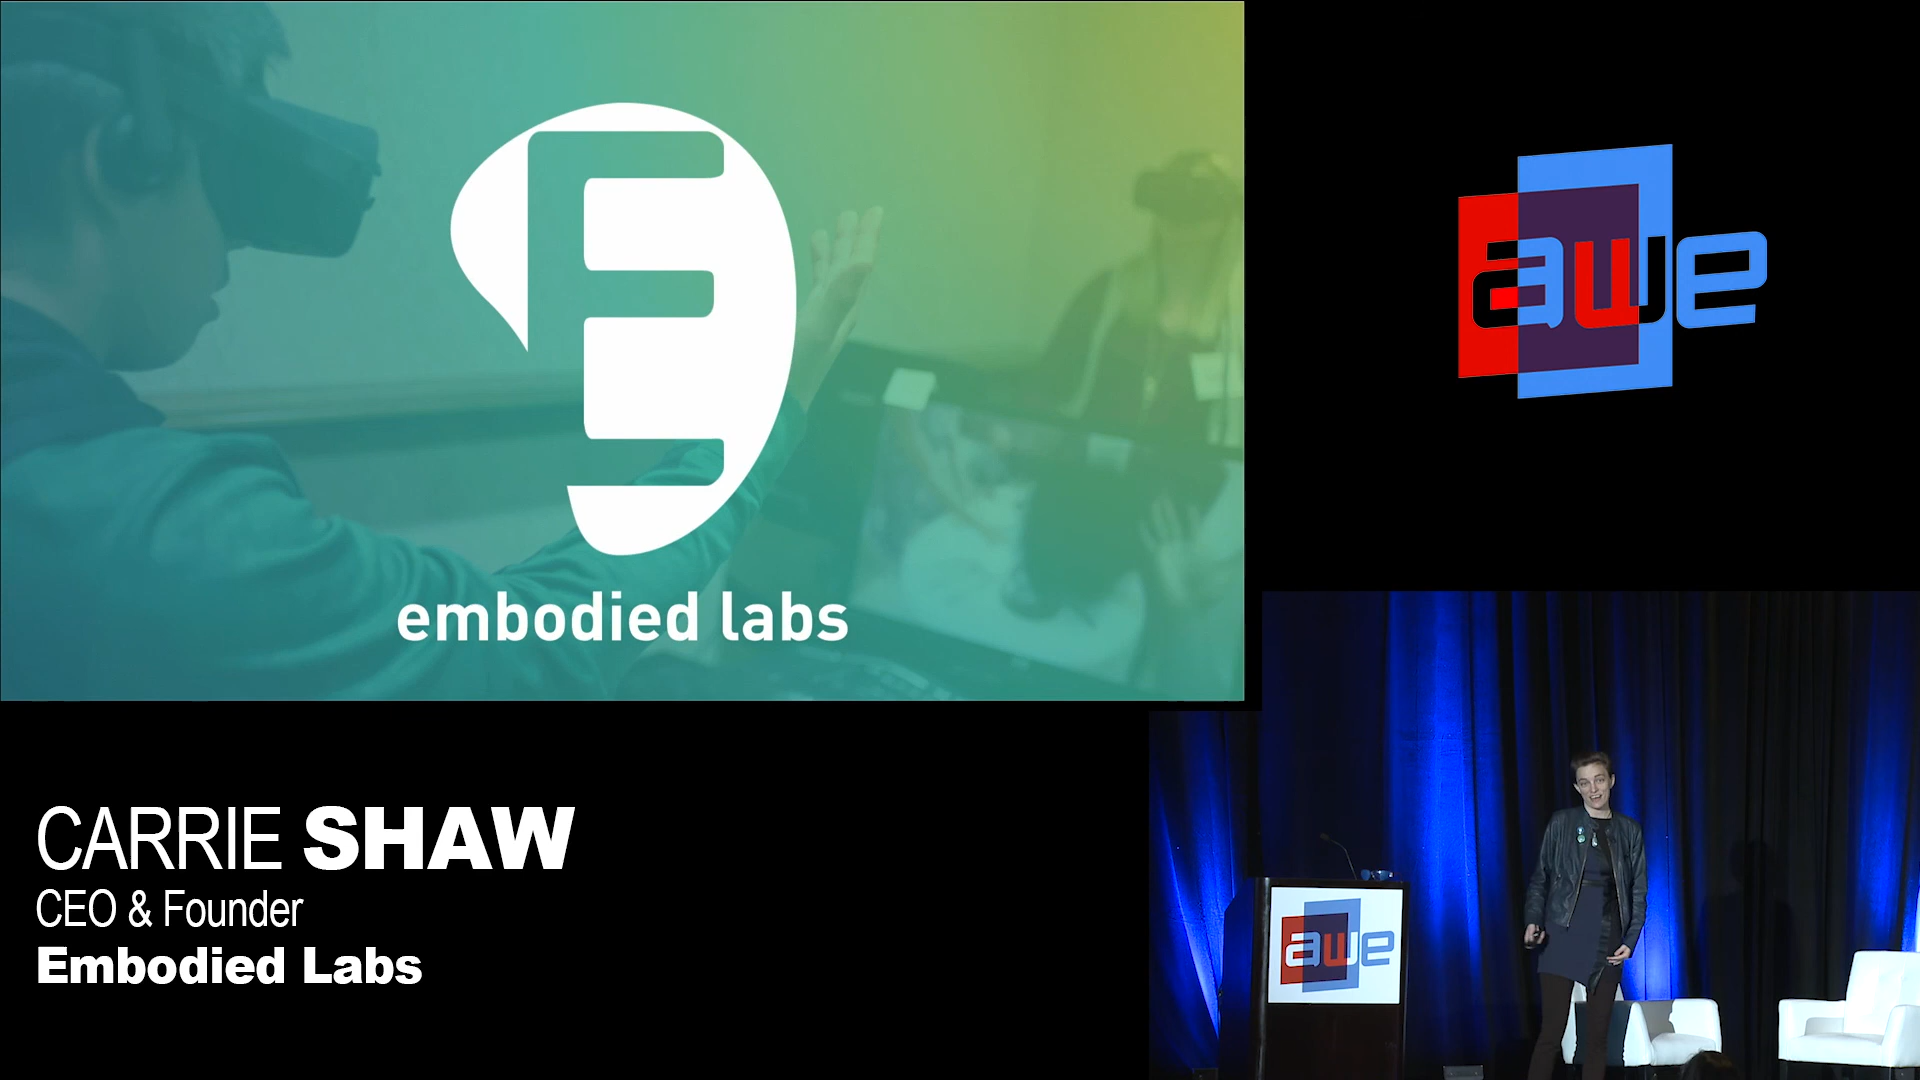 E
embodied labs
awe
CARRIE SHAW
CEO & Founder
Embodied Labs
awe